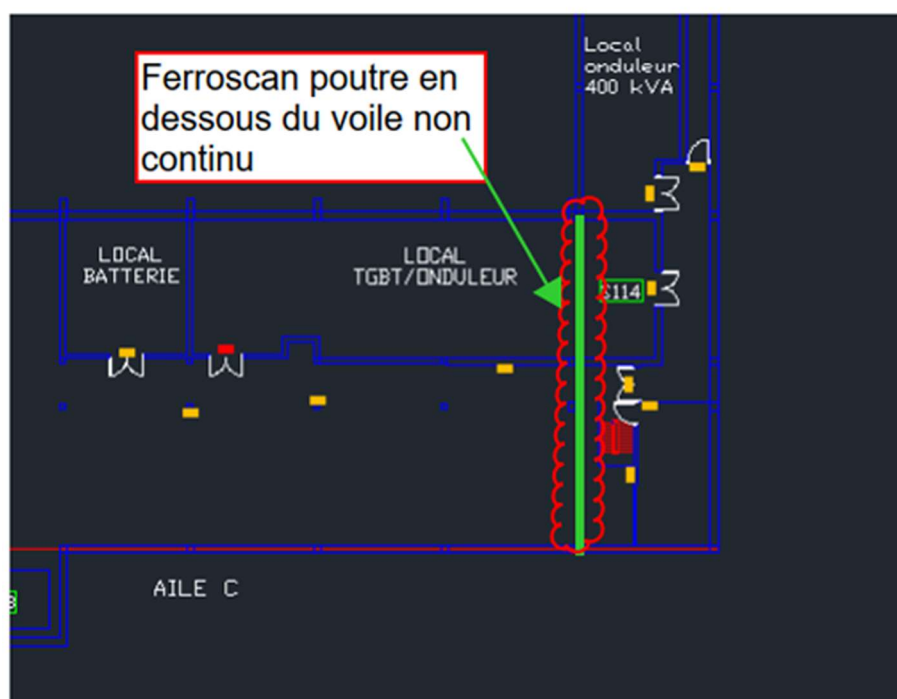 Local
onduleur
400 kVA
Ferroscan poutre en
dessous du voile non
continu
LOCAL
BATTERIE
LOCAL
TGBT/ONDULEUR
S114
AILE C